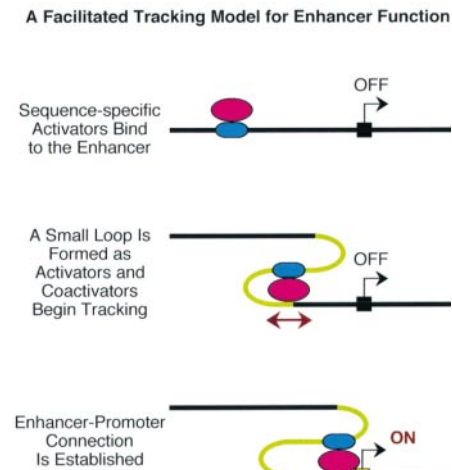 A Facilitated Tracking Model for Enhancer Function
OFF
Sequence-specific
Activators Bind
to the Enhancer
A Small Loop Is
Formed as
Activators and
Coactivators
Begin Tracking
OFF
Enhancer-Promoter
Connection
Is Established
ON